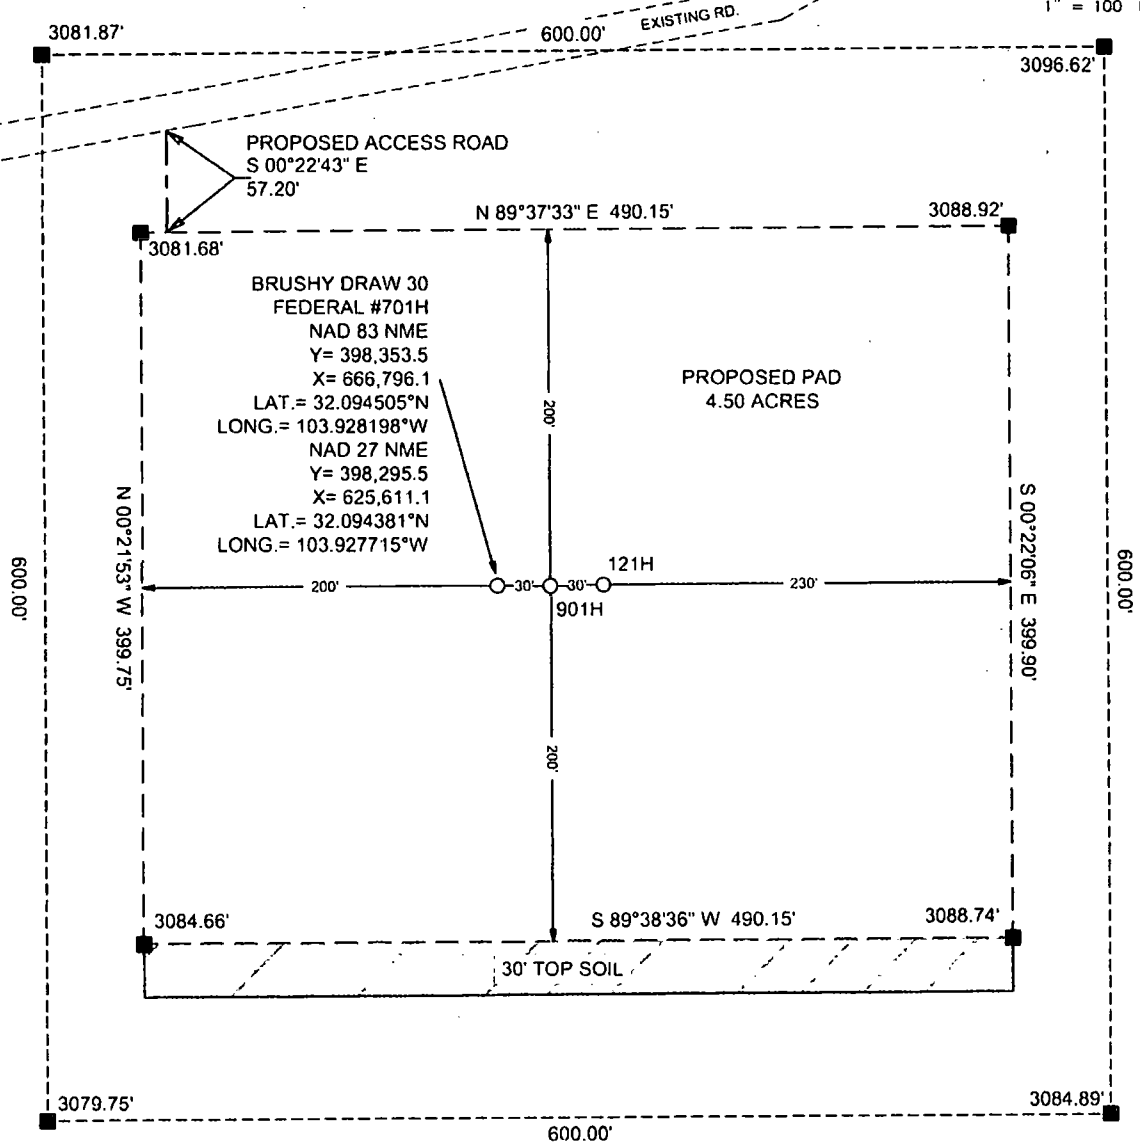 1" = 100
3081.87'
600.00'
EXISTING RD.
3096.62'
PROPOSED ACCESS ROAD
S 00°22'43" E
57.20'
N 89°37'33" E 490.15'
3088.92'
3081.68'
BRUSHY DRAW 30
FEDERAL #701H
NAD 83 NME
Y= 398,353.5
X= 666,796.1
LAT.= 32.094505°N
LONG.= 103.928198°W
NAD 27 NME
Y= 398,295.5
X= 625,611.1
LAT.= 32.094381°N
LONG.= 103.927715°W
PROPOSED PAD
4.50 ACRES
200'
N 00°21'53" W 399.75'
S 00°22'06" E 399.90'
600.00'
600.00'
121H
200'
30'
30'
230'
901H
200'
3084.66'
S 89°38'36" W 490.15'
3088.74'
30' TOP SOIL
3079.75'
3084.89'
600.00'